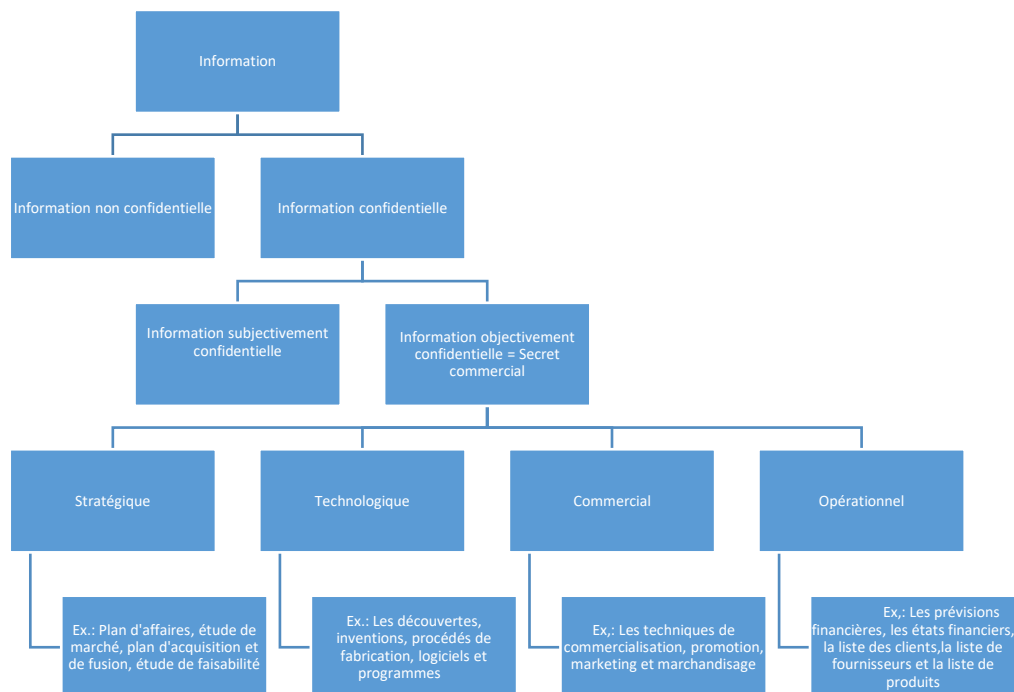 Information
Information non confidentielle
Information confidentielle
Information subjectivement
confidentielle
Information objectivement
confidentielle = Secret
commercial
Stratégique
Technologique
Commercial
Opérationnel
Ex.: Plan d'affaires, étude de
marché, plan d'acquisition et
de fusion, étude de faisabilité
Ex.: Les découvertes,
inventions, procédés de
fabrication, logiciels et
programmes
Ex,: Les techniques de
commercialisation, promotion,
marketing et marchandisage
Ex,: Les prévisions
financières, les états financiers,
la liste des clients,la liste de
fournisseurs et la liste de
produits